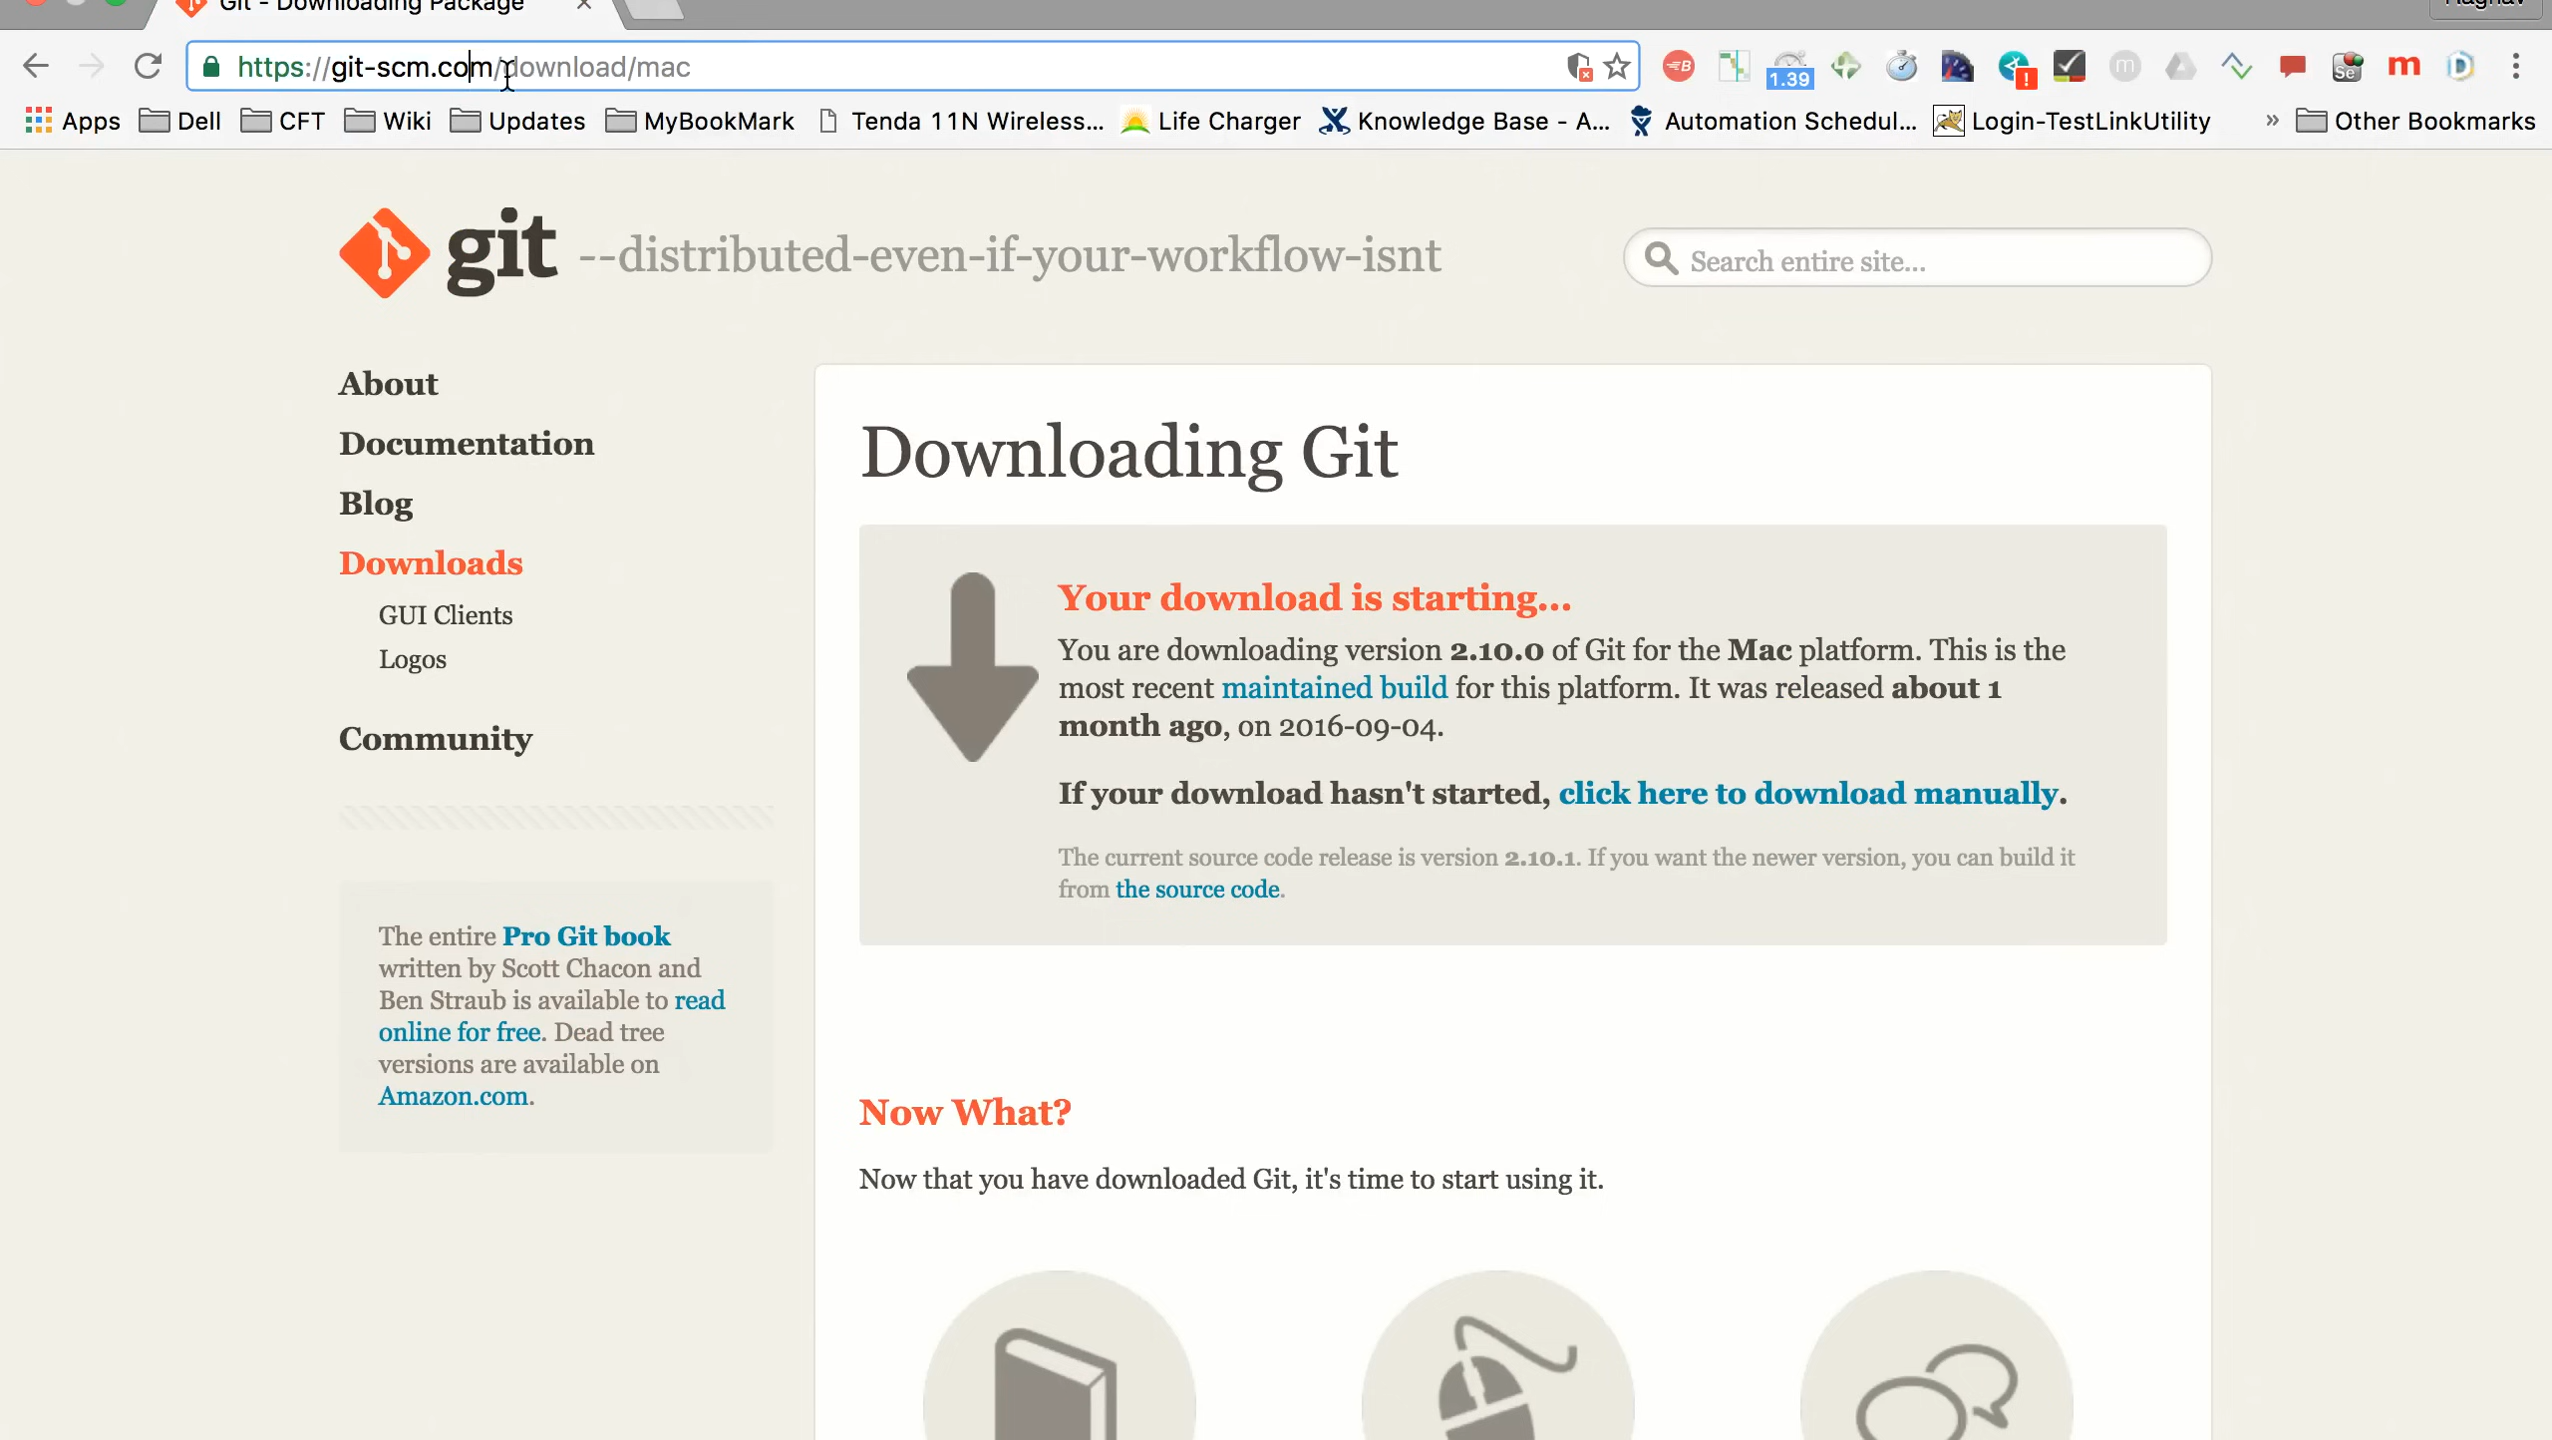 Git - Downloading Package
Raghav
https://git-scm.com/download/mac
1.39
Apps Dell CFT Wiki Updates MyBookMark Tenda 11N Wireless... Life Charger Knowledge Base - A... Automation Schedul... Login-TestLinkUtility » Other Bookmarks
git --distributed-even-if-your-workflow-isnt
Search entire site...
About
Documentation
Blog
Downloads
GUI Clients
Logos
Community
The entire Pro Git book
written by Scott Chacon and
Ben Straub is available to read
online for free. Dead tree
versions are available on
Amazon.com.
Downloading Git
Your download is starting...
You are downloading version 2.10.0 of Git for the Mac platform. This is the
most recent maintained build for this platform. It was released about 1
month ago, on 2016-09-04.
If your download hasn't started, click here to download manually.
The current source code release is version 2.10.1. If you want the newer version, you can build it
from the source code.
Now What?
Now that you have downloaded Git, it's time to start using it.